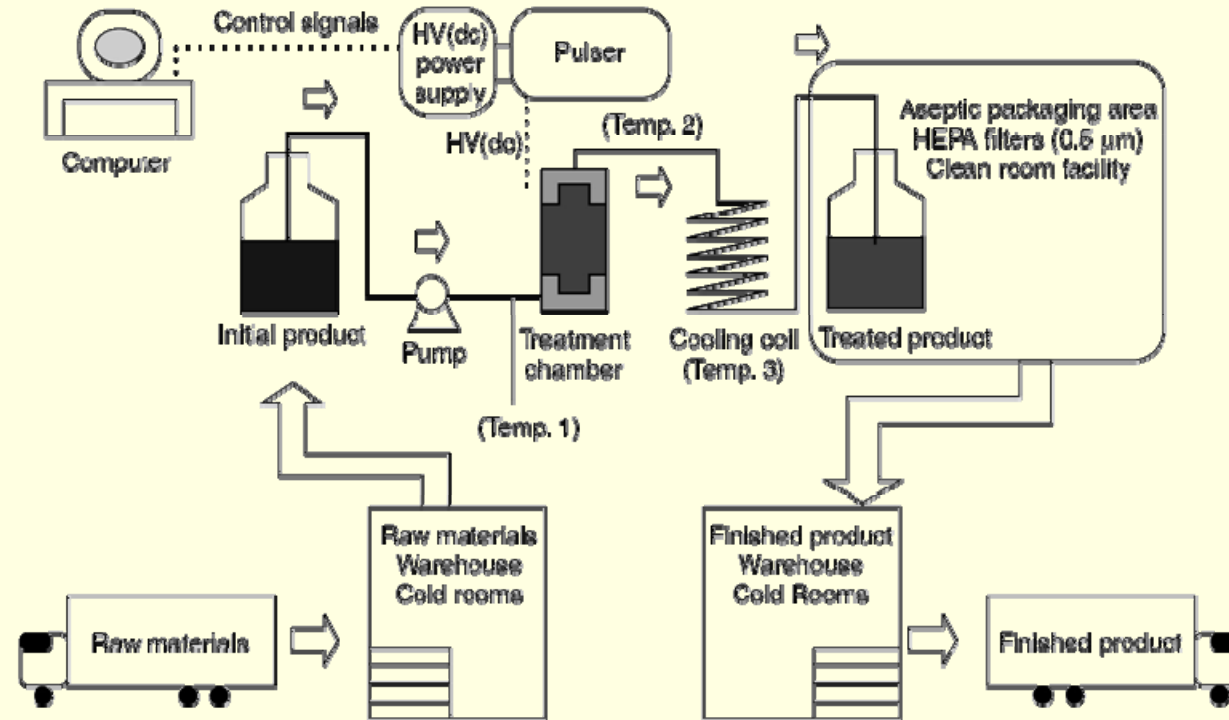 Control signals
HV(dc)
power
supply
Pulser
Computer
HV(dc)
(Temp. 2)
Aseptic packaging area
HEPA filters (0.5 µm)
Clean room facility
Initial product
Pump
Treatment
chamber
Cooling coil
(Temp. 3)
Treated product
(Temp. 1)
Raw materials
Warehouse
Cold rooms
Finished product
Warehouse
Cold Rooms
Raw materials
Finished product